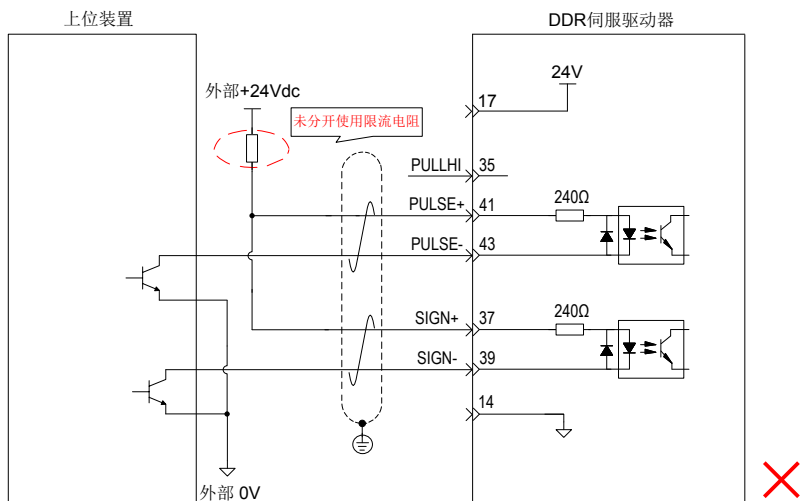 上位装置
DDR伺服驱动器
外部+24Vdc
24V
未分开使用限流电阻
17
PULLHI 35
PULSE+ 41
240Ω
PULSE- 43
SIGN+ 37
240Ω
SIGN- 39
14
外部 0V